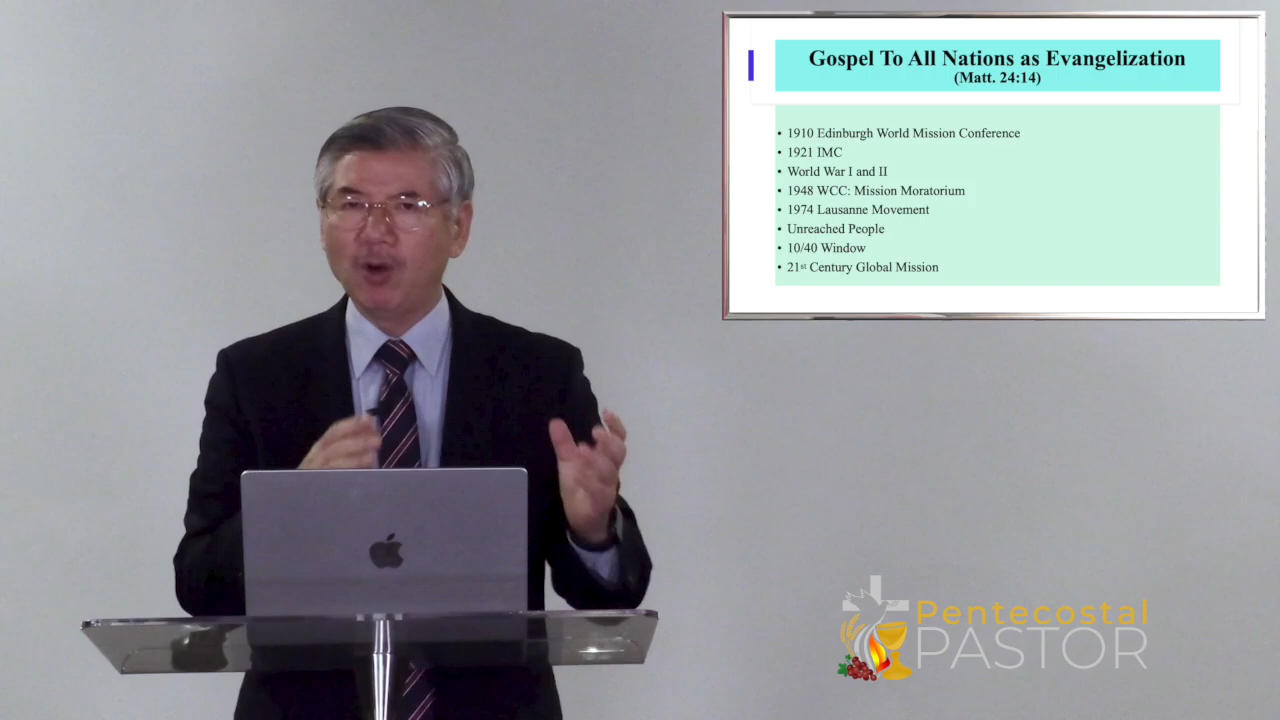 Gospel To All Nations as Evangelization
(Matt. 24:14)
• 1910 Edinburgh World Mission Conference
• 1921 IMC
• World War I and II
• 1948 WCC: Mission Moratorium
• 1974 Lausanne Movement
• Unreached People
• 10/40 Window
• 21st Century Global Mission
Pentecostal
PASTOR